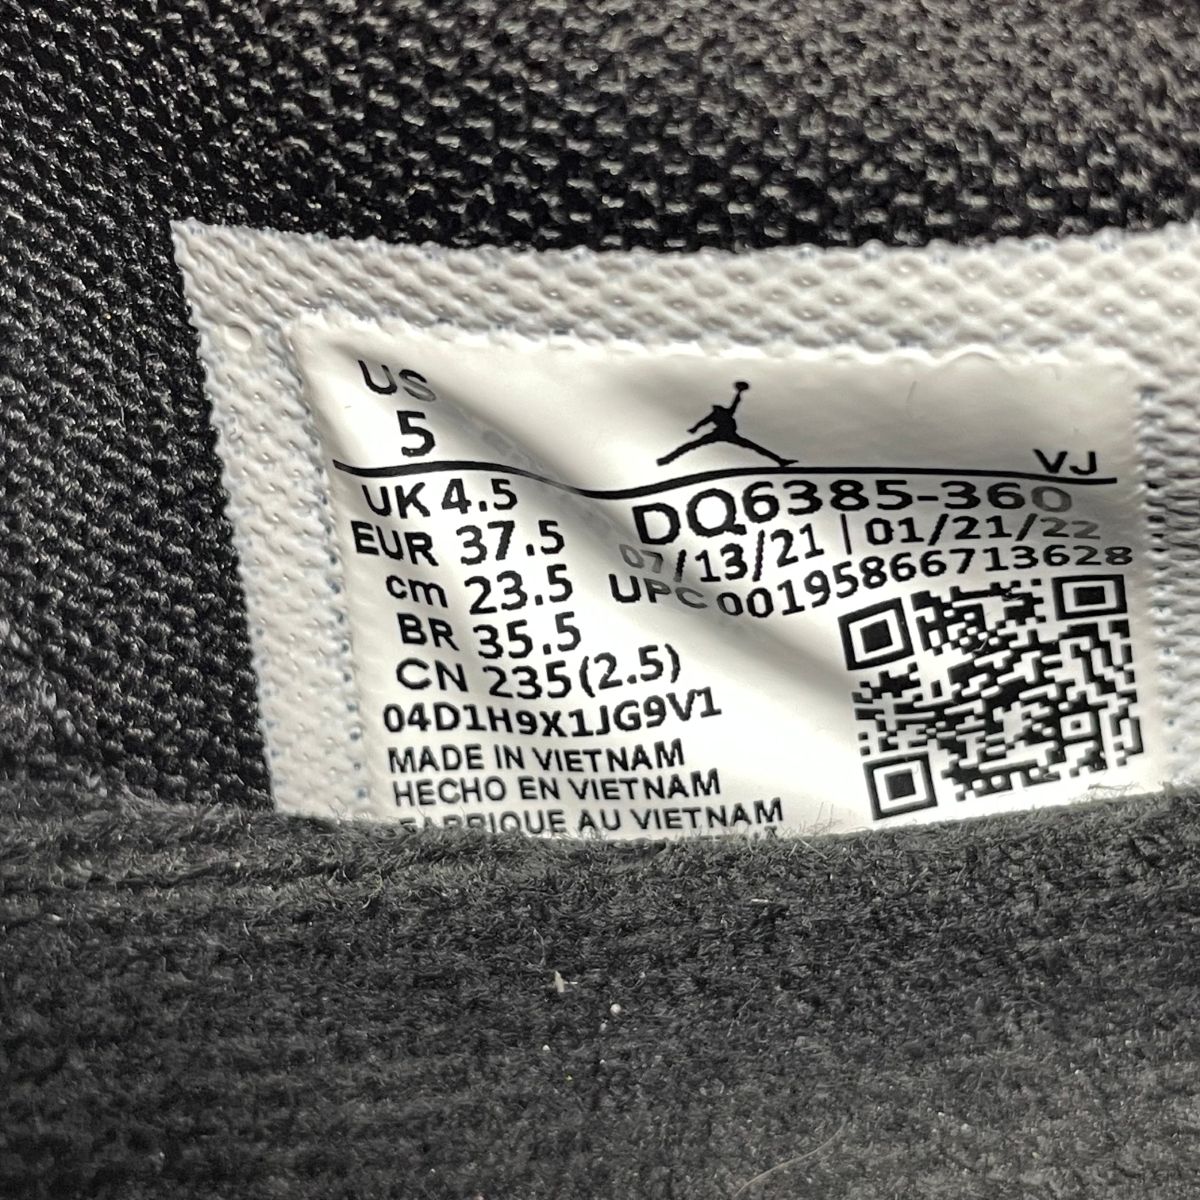 US
5
VJ
UK 4.5
EUR 37.5
cm 23.5
BR 35.5
CN 235(2.5)
DQ6385-360
07/13/21 | 01/21/22
UPC 00195866713628
04D1H9X1JG9V1
MADE IN VIETNAM
HECHO EN VIETNAM
FABRIQUE AU VIETNAM